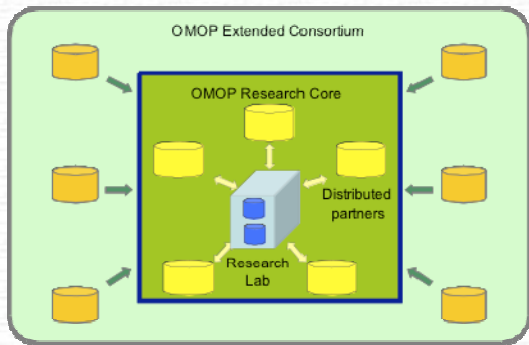 OMOP Extended Consortium
OMOP Research Core
Distributed
partners
Research
Lab